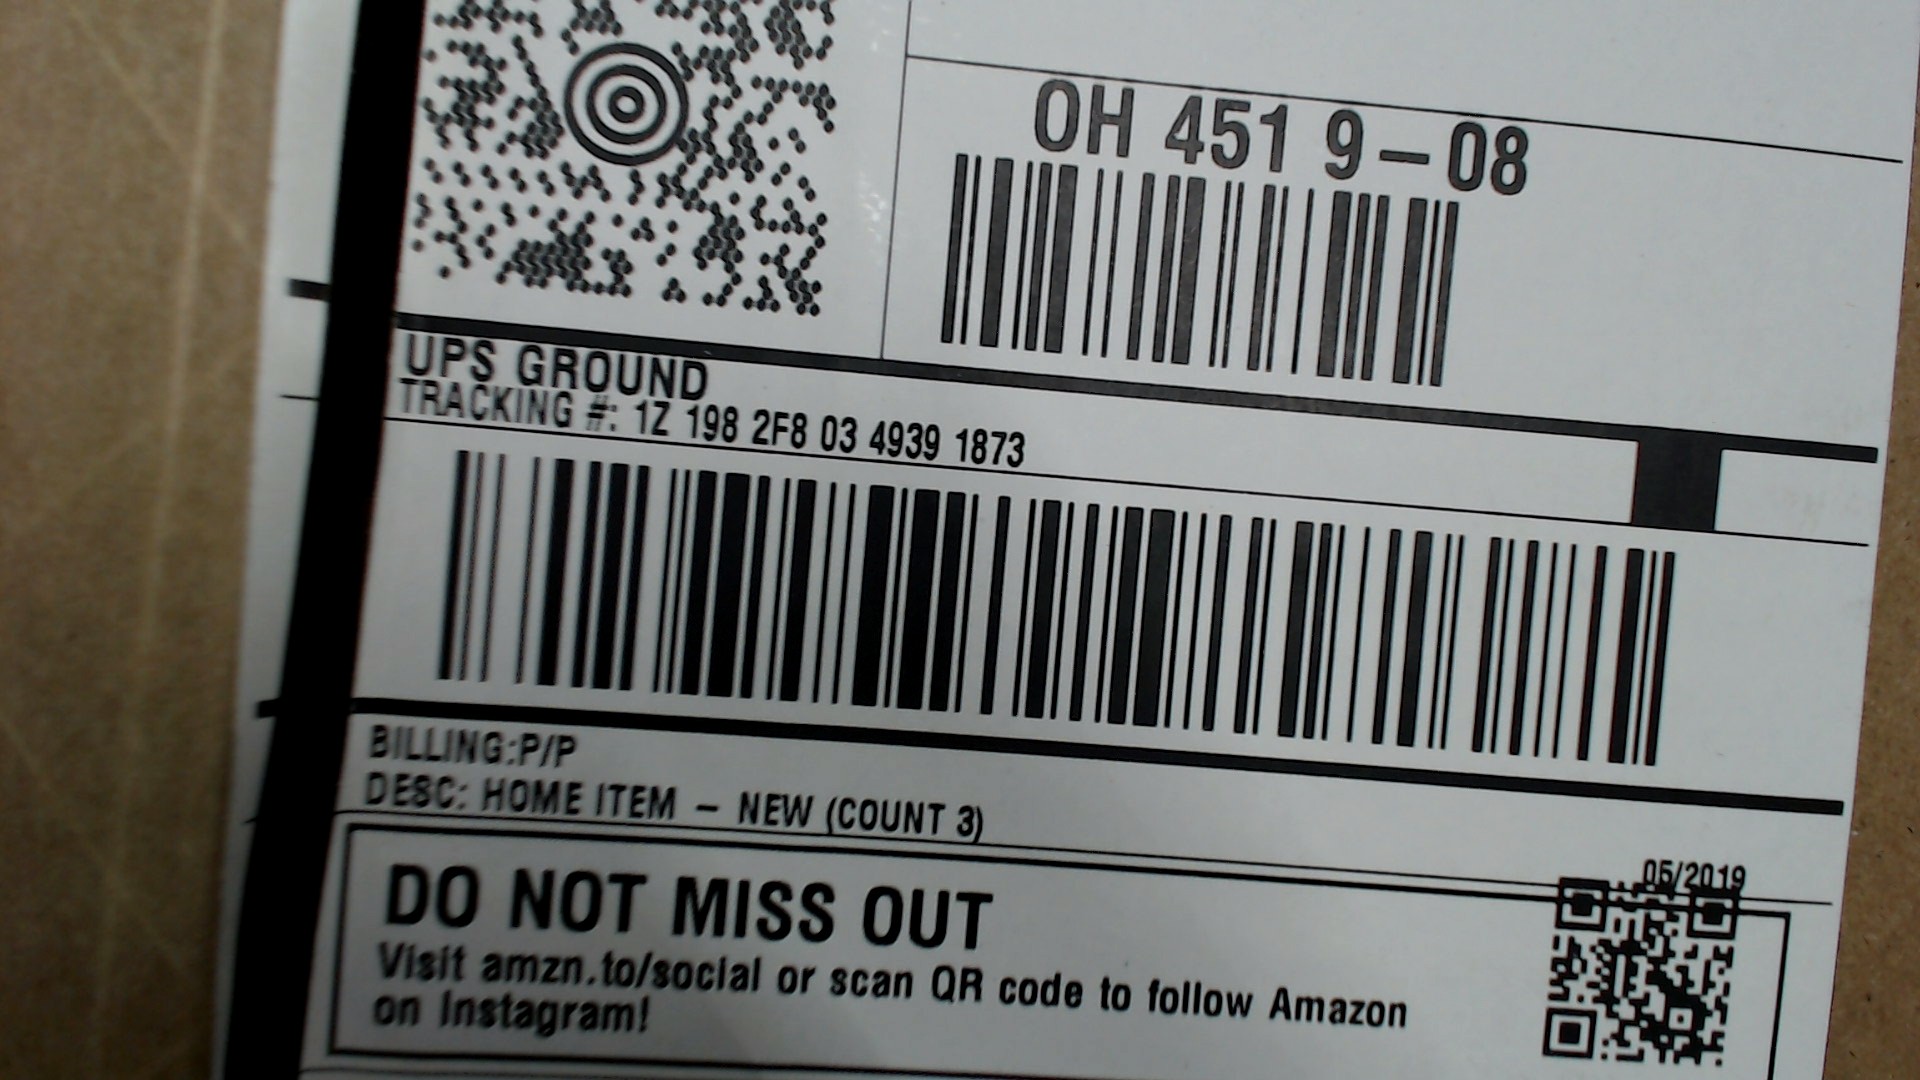 OH 451 9-08
UPS GROUND
TRACKING #: 1Z 198 2F8 03 4939 1873
BILLING:P/P
DESC: HOME ITEM - NEW (COUNT 3)
05/2019
DO NOT MISS OUT
Visit amzn.to/social or scan QR code to follow Amazon
on Instagram!